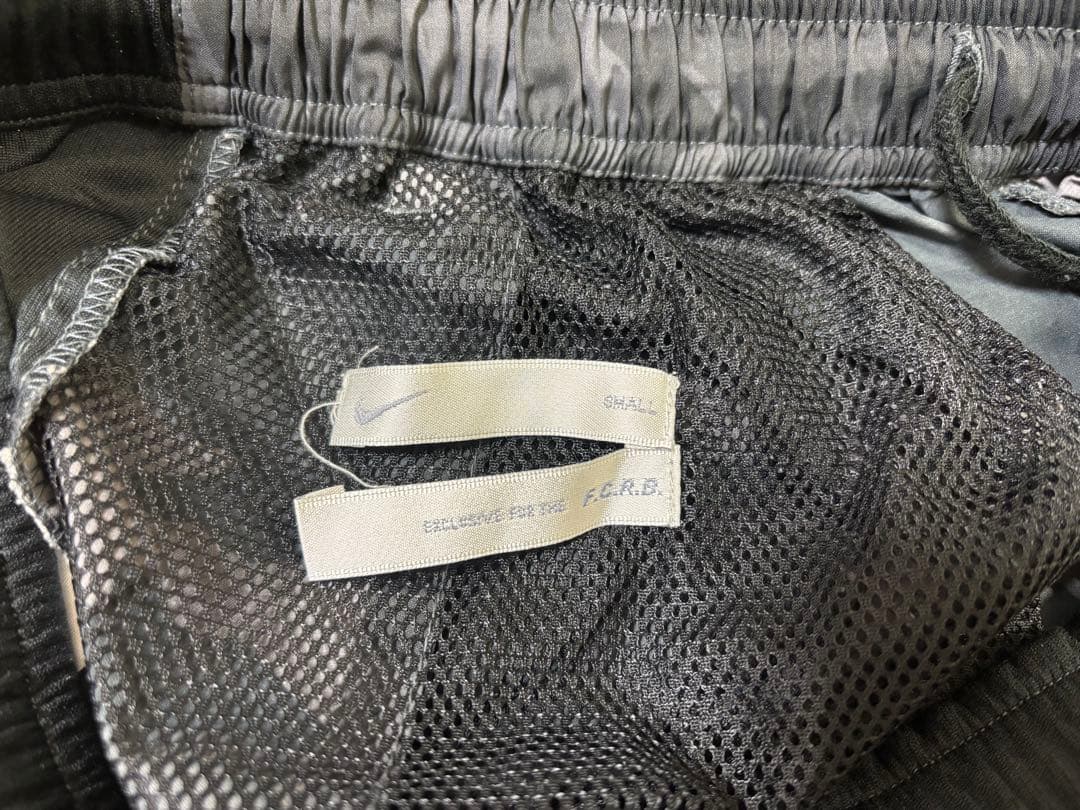 SMALL
EXCLUSIVE FOR THE F.C.R.B.